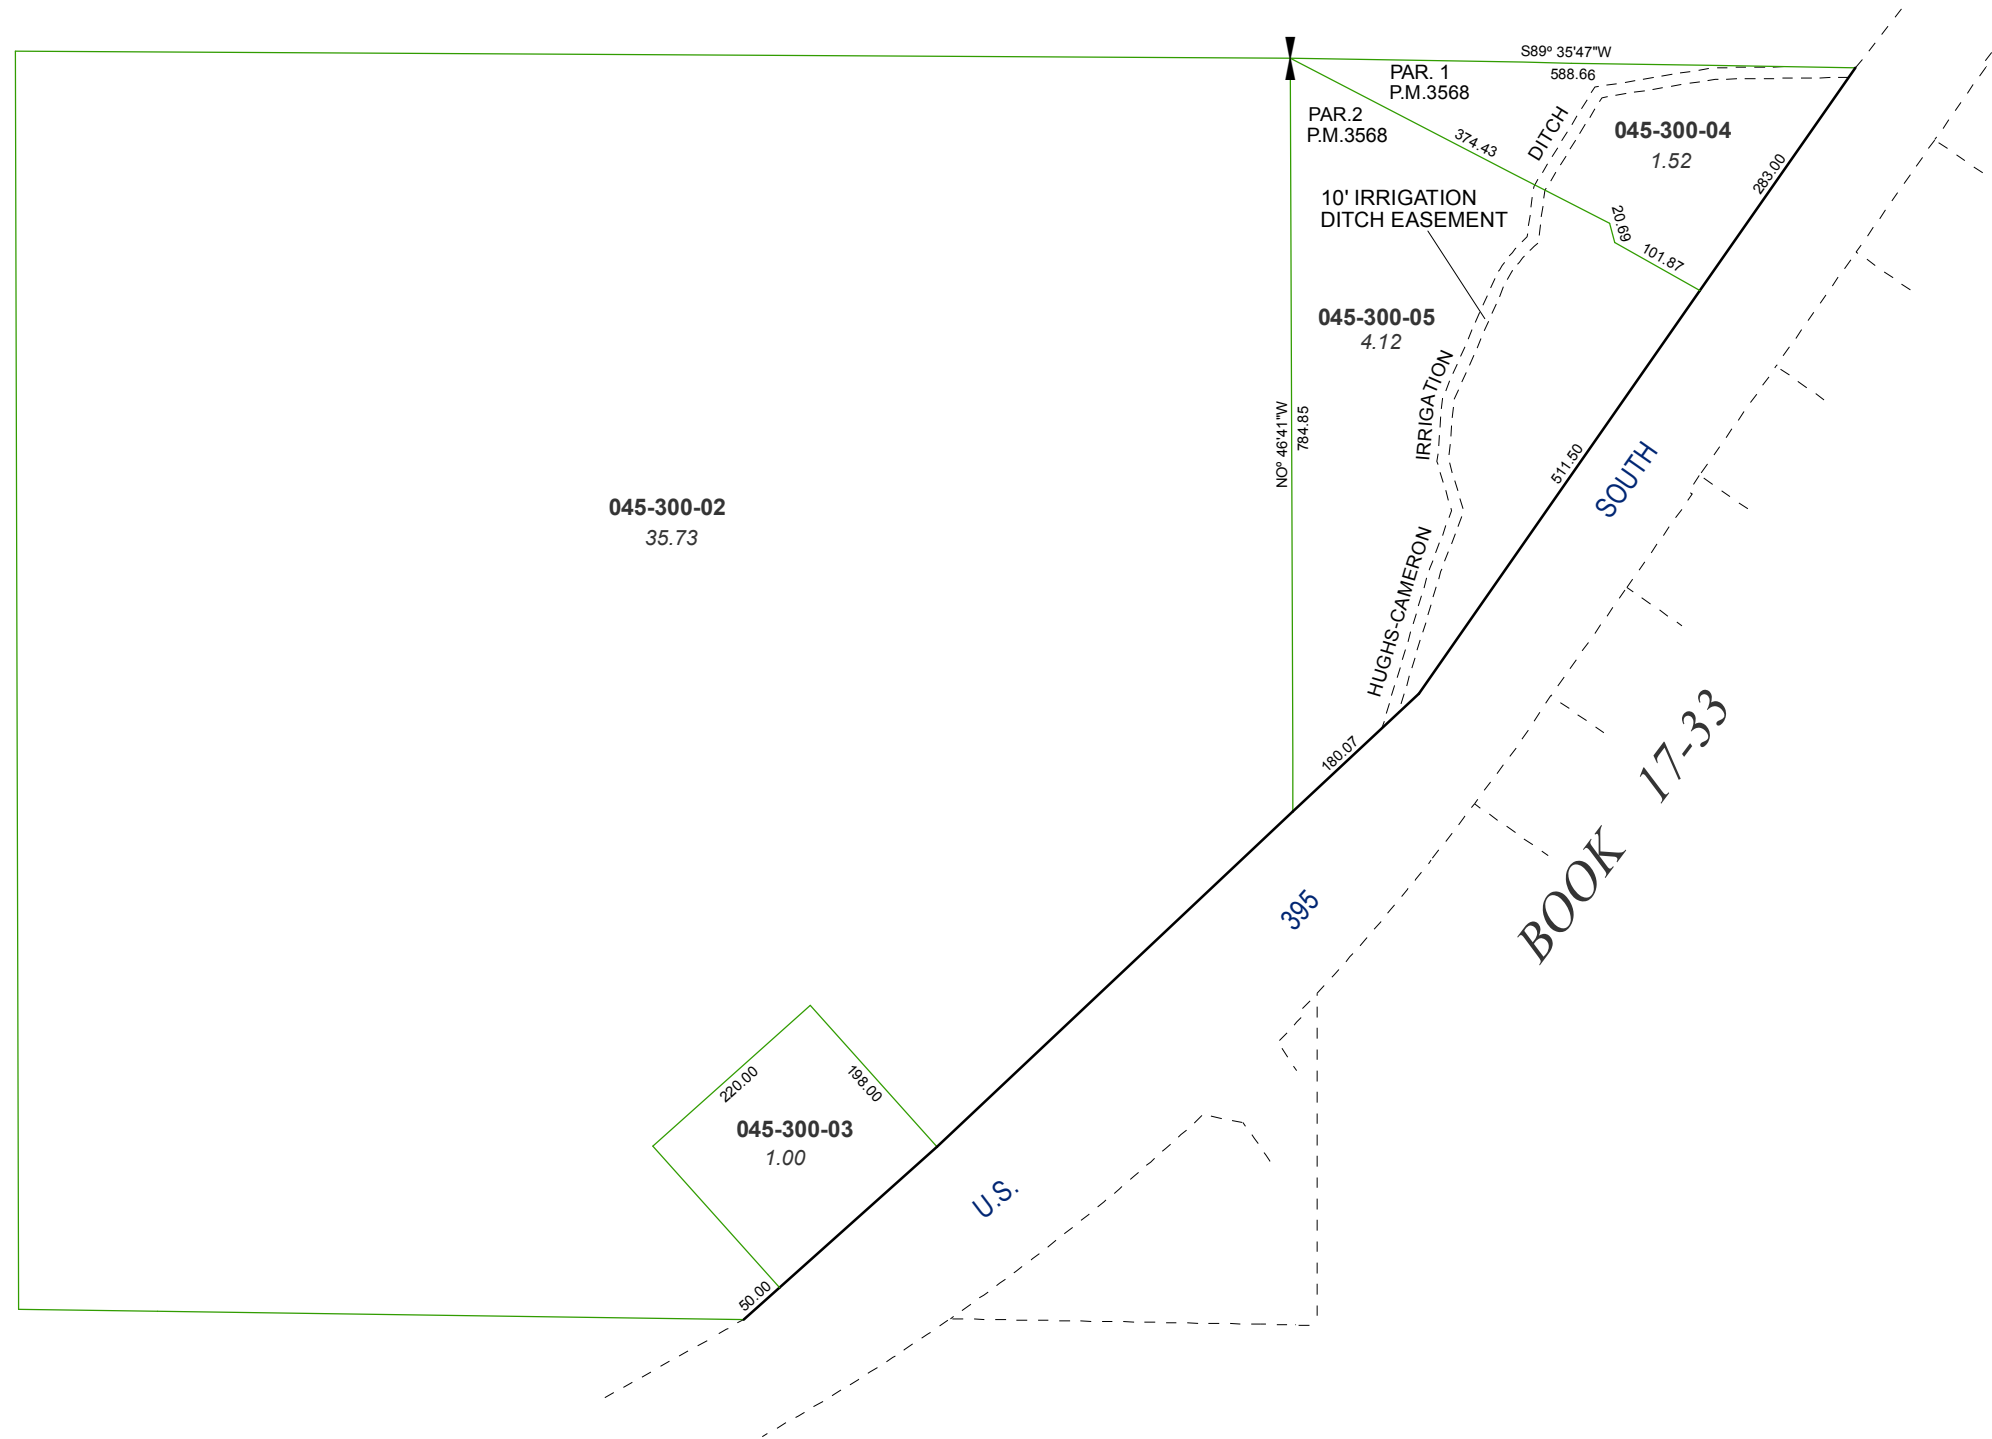 S89º 35'47"W
588.66
PAR. 1
P.M.3568
PAR.2
P.M.3568
374.43
DITCH
045-300-04
1.52
283.00
10' IRRIGATION
DITCH EASEMENT
20.69
101.87
045-300-05
4.12
IRRIGATION
NOº 46'41"W
784.85
511.50
SOUTH
045-300-02
35.73
HUGHS-CAMERON
180.07
BOOK 17-33
395
220.00
198.00
045-300-03
1.00
U.S.
50.00